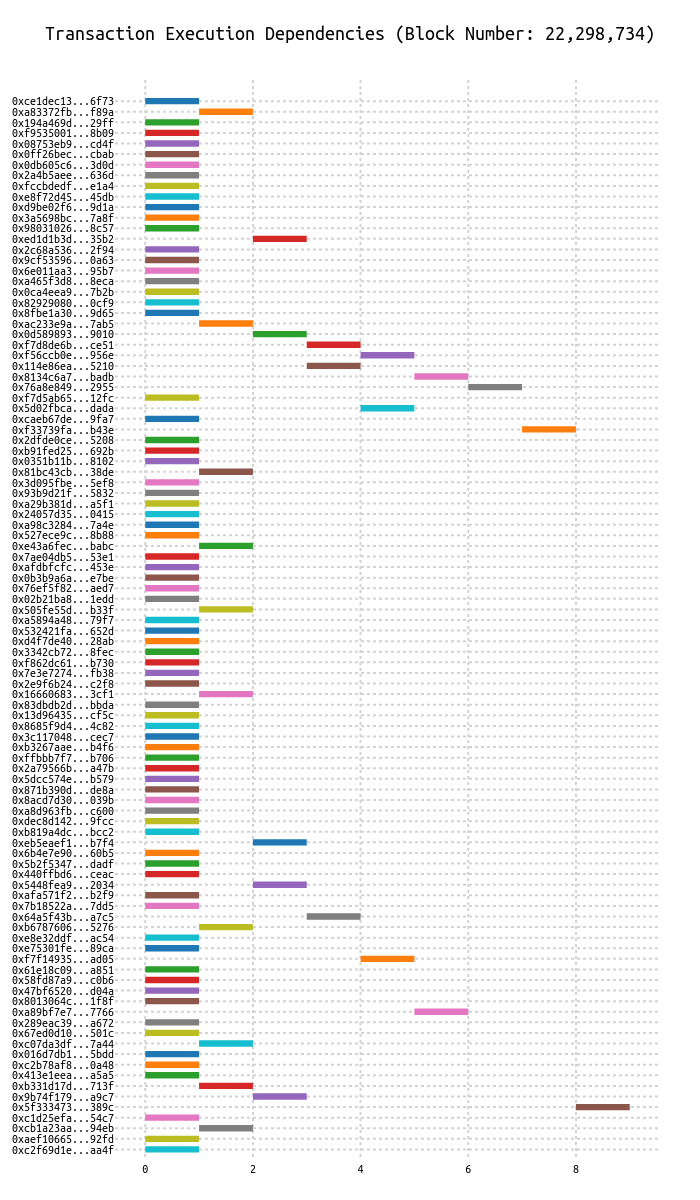 Transaction Execution Dependencies (Block Number: 22,298,734)
0xce1dec13...6f73
0xa83372fb...f89a
0x194a469d...29ff
0xf9535001...8b09
0x08753eb9...cd4f
0x0ff26bec...cbab
0x0db605c6...3d0d
0x2a4b5aee...636d
0xfccbdedf...e1a4
0xe8f72d45...45db
0xd9be02f6...9d1a
0x3a5698bc...7a8f
0x98031026...8c57
0xed1d1b3d...35b2
0x2c68a536...2f94
0x9cf53596...0a63
0x6e011aa3...95b7
0xa465f3d8...8eca
0x0ca4eea9...7b2b
0x82929080...0cf9
0x8fbe1a30...9d65
0xac233e9a...7ab5
0x0d589893...9010
0xf7d8de6b...ce51
0xf56ccb0e...956e
0x114e86ea...5210
0x8134c6a7...badb
0x76a8e849...2955
0xf7d5ab65...12fc
0x5d02fbca...dada
0xcaeb67de...9fa7
0xf33739fa...b43e
0x2dfde0ce...5208
0xb91fed25...692b
0x0351b11b...8102
0x81bc43cb...38de
0x3d095fbe...5ef8
0x93b9d21f...5832
0xa29b381d...a5f1
0x24057d35...0415
0xa98c3284...7a4e
0x527ece9c...8b88
0xe43a6fec...babc
0x7ae04db5...53e1
0xafdbfcfc...453e
0x0b3b9a6a...e7be
0x76ef5f82...aed7
0x02b21ba8...1edd
0x505fe55d...b33f
0xa5894a48...79f7
0x532421fa...652d
0xd4f7de40...28ab
0x3342cb72...8fec
0xf862dc61...b730
0x7e3e7274...fb38
0x2e9f6b24...c2f8
0x16660683...3cf1
0x83dbdb2d...bbda
0x13d96435...cf5c
0x8685f9d4...4c82
0x3c117048...cec7
0xb3267aae...b4f6
0xffbbb7f7...b706
0x2a79566b...a47b
0x5dcc574e...b579
0x871b390d...de8a
0x8acd7d30...039b
0xa8d963fb...c600
0xdec8d142...9fcc
0xb819a4dc...bcc2
0xeb5eaef1...b7f4
0x6b4e7e90...60b5
0x5b2f5347...dadf
0x440ffbd6...ceac
0x5448fea9...2034
0xafa571f2...b2f9
0x7b18522a...7dd5
0x64a5f43b...a7c5
0xb6787606...5276
0xe8e32ddf...ac54
0xe75301fe...89ca
0xf7f14935...ad05
0x61e18c09...a851
0x58fd87a9...c0b6
0x47bf6520...d04a
0x8013064c...1f8f
0xa89bf7e7...7766
0x289eac39...a672
0x67ed0d10...501c
0xc07da3df...7a44
0x016d7db1...5bdd
0xc2b78af8...0a48
0x413e1eea...a5a5
0xb331d17d...713f
0x9b74f179...a9c7
0x5f333473...389c
0xc1d25efa...54c7
0xcb1a23aa...94eb
0xaef10665...92fd
0xc2f69d1e...aa4f
0 2 4 6 8